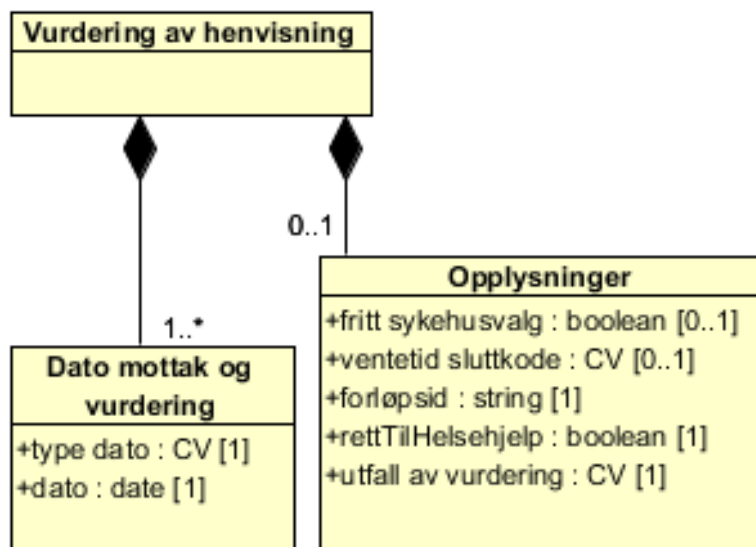 Vurdering av henvisning
0..1
1..*
Dato mottak og
vurdering
+type dato : CV [1]
+dato : date [1]
Opplysninger
+fritt sykehusvalg : boolean [0..1]
+ventetid sluttkode : CV [0..1]
+forløpsid : string [1]
+rettTilHelsehjelp : boolean [1]
+utfall av vurdering : CV [1]